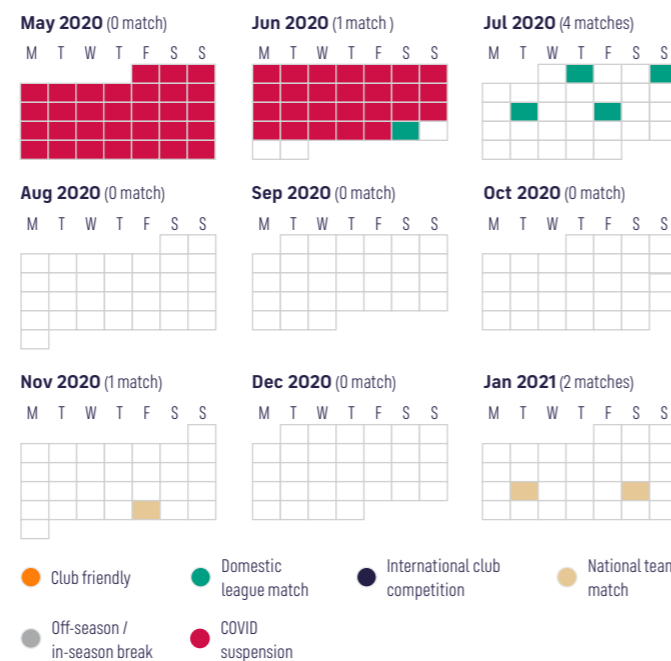 May 2020 (0 match)
M T W T F S S
Jun 2020 (1 match )
M T W T F S S
Jul 2020 (4 matches)
M T W T F S S
Aug 2020 (0 match)
M T W T F S S
Sep 2020 (0 match)
M T W T F S S
Oct 2020 (0 match)
M T W T F S S
Nov 2020 (1 match)
M T W T F S S
Dec 2020 (0 match)
M T W T F S S
Jan 2021 (2 matches)
M T W T F S S
Club friendly
Domestic
league match
International club
competition
National team
match
Off-season /
in-season break
COVID
suspension